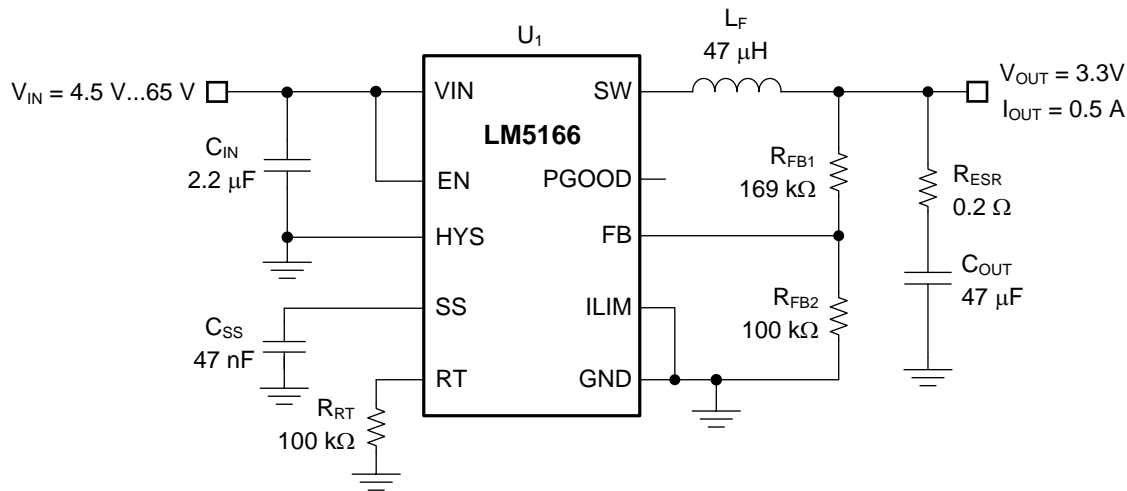 U1
LF
47 μH
VIN = 4.5 V...65 V
VIN
SW
VOUT = 3.3V
IOUT = 0.5 A
LM5166
CIN
2.2 μF
EN
PGOOD
RFB1
169 kΩ
RESR
0.2 Ω
HYS
FB
COUT
47 μF
SS
ILIM
CSS
47 nF
RFB2
100 kΩ
RT
GND
RRT
100 kΩ